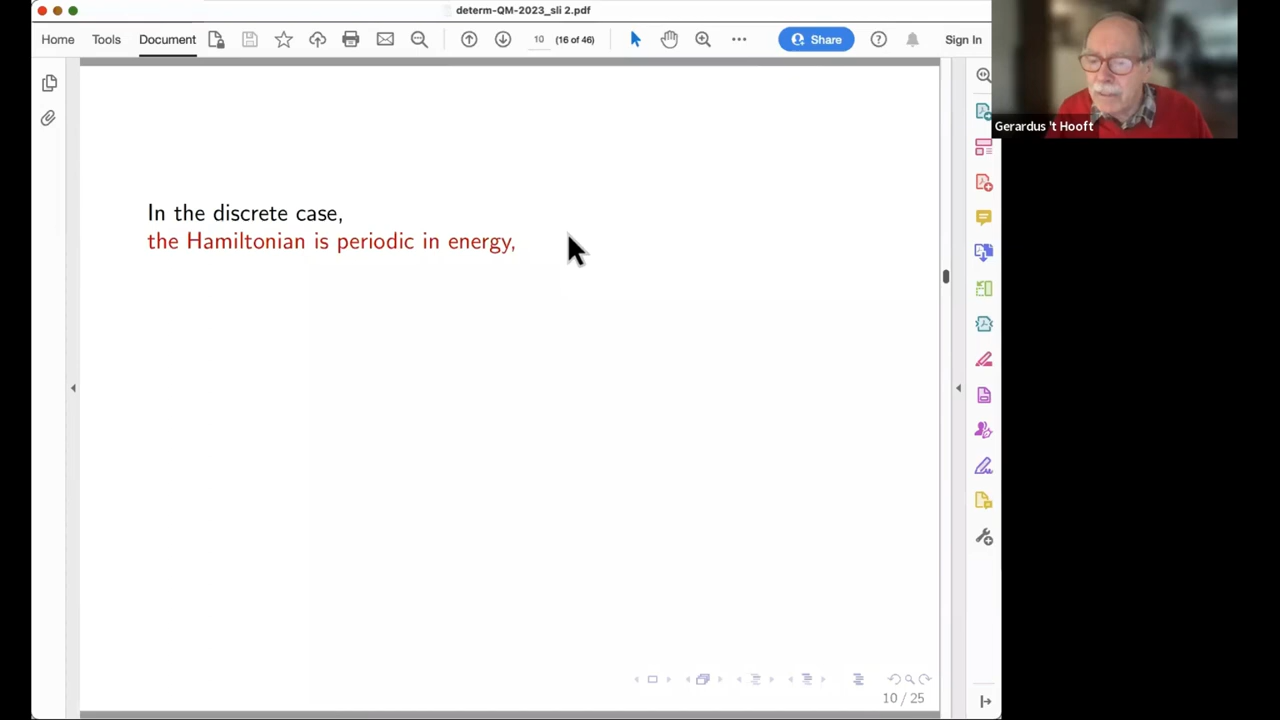 determ-QM-2023_sli 2.pdf
Home Tools Document 10 (16 of 46) Share Sign In
Gerardus 't Hooft
In the discrete case,
the Hamiltonian is periodic in energy,
10 / 25